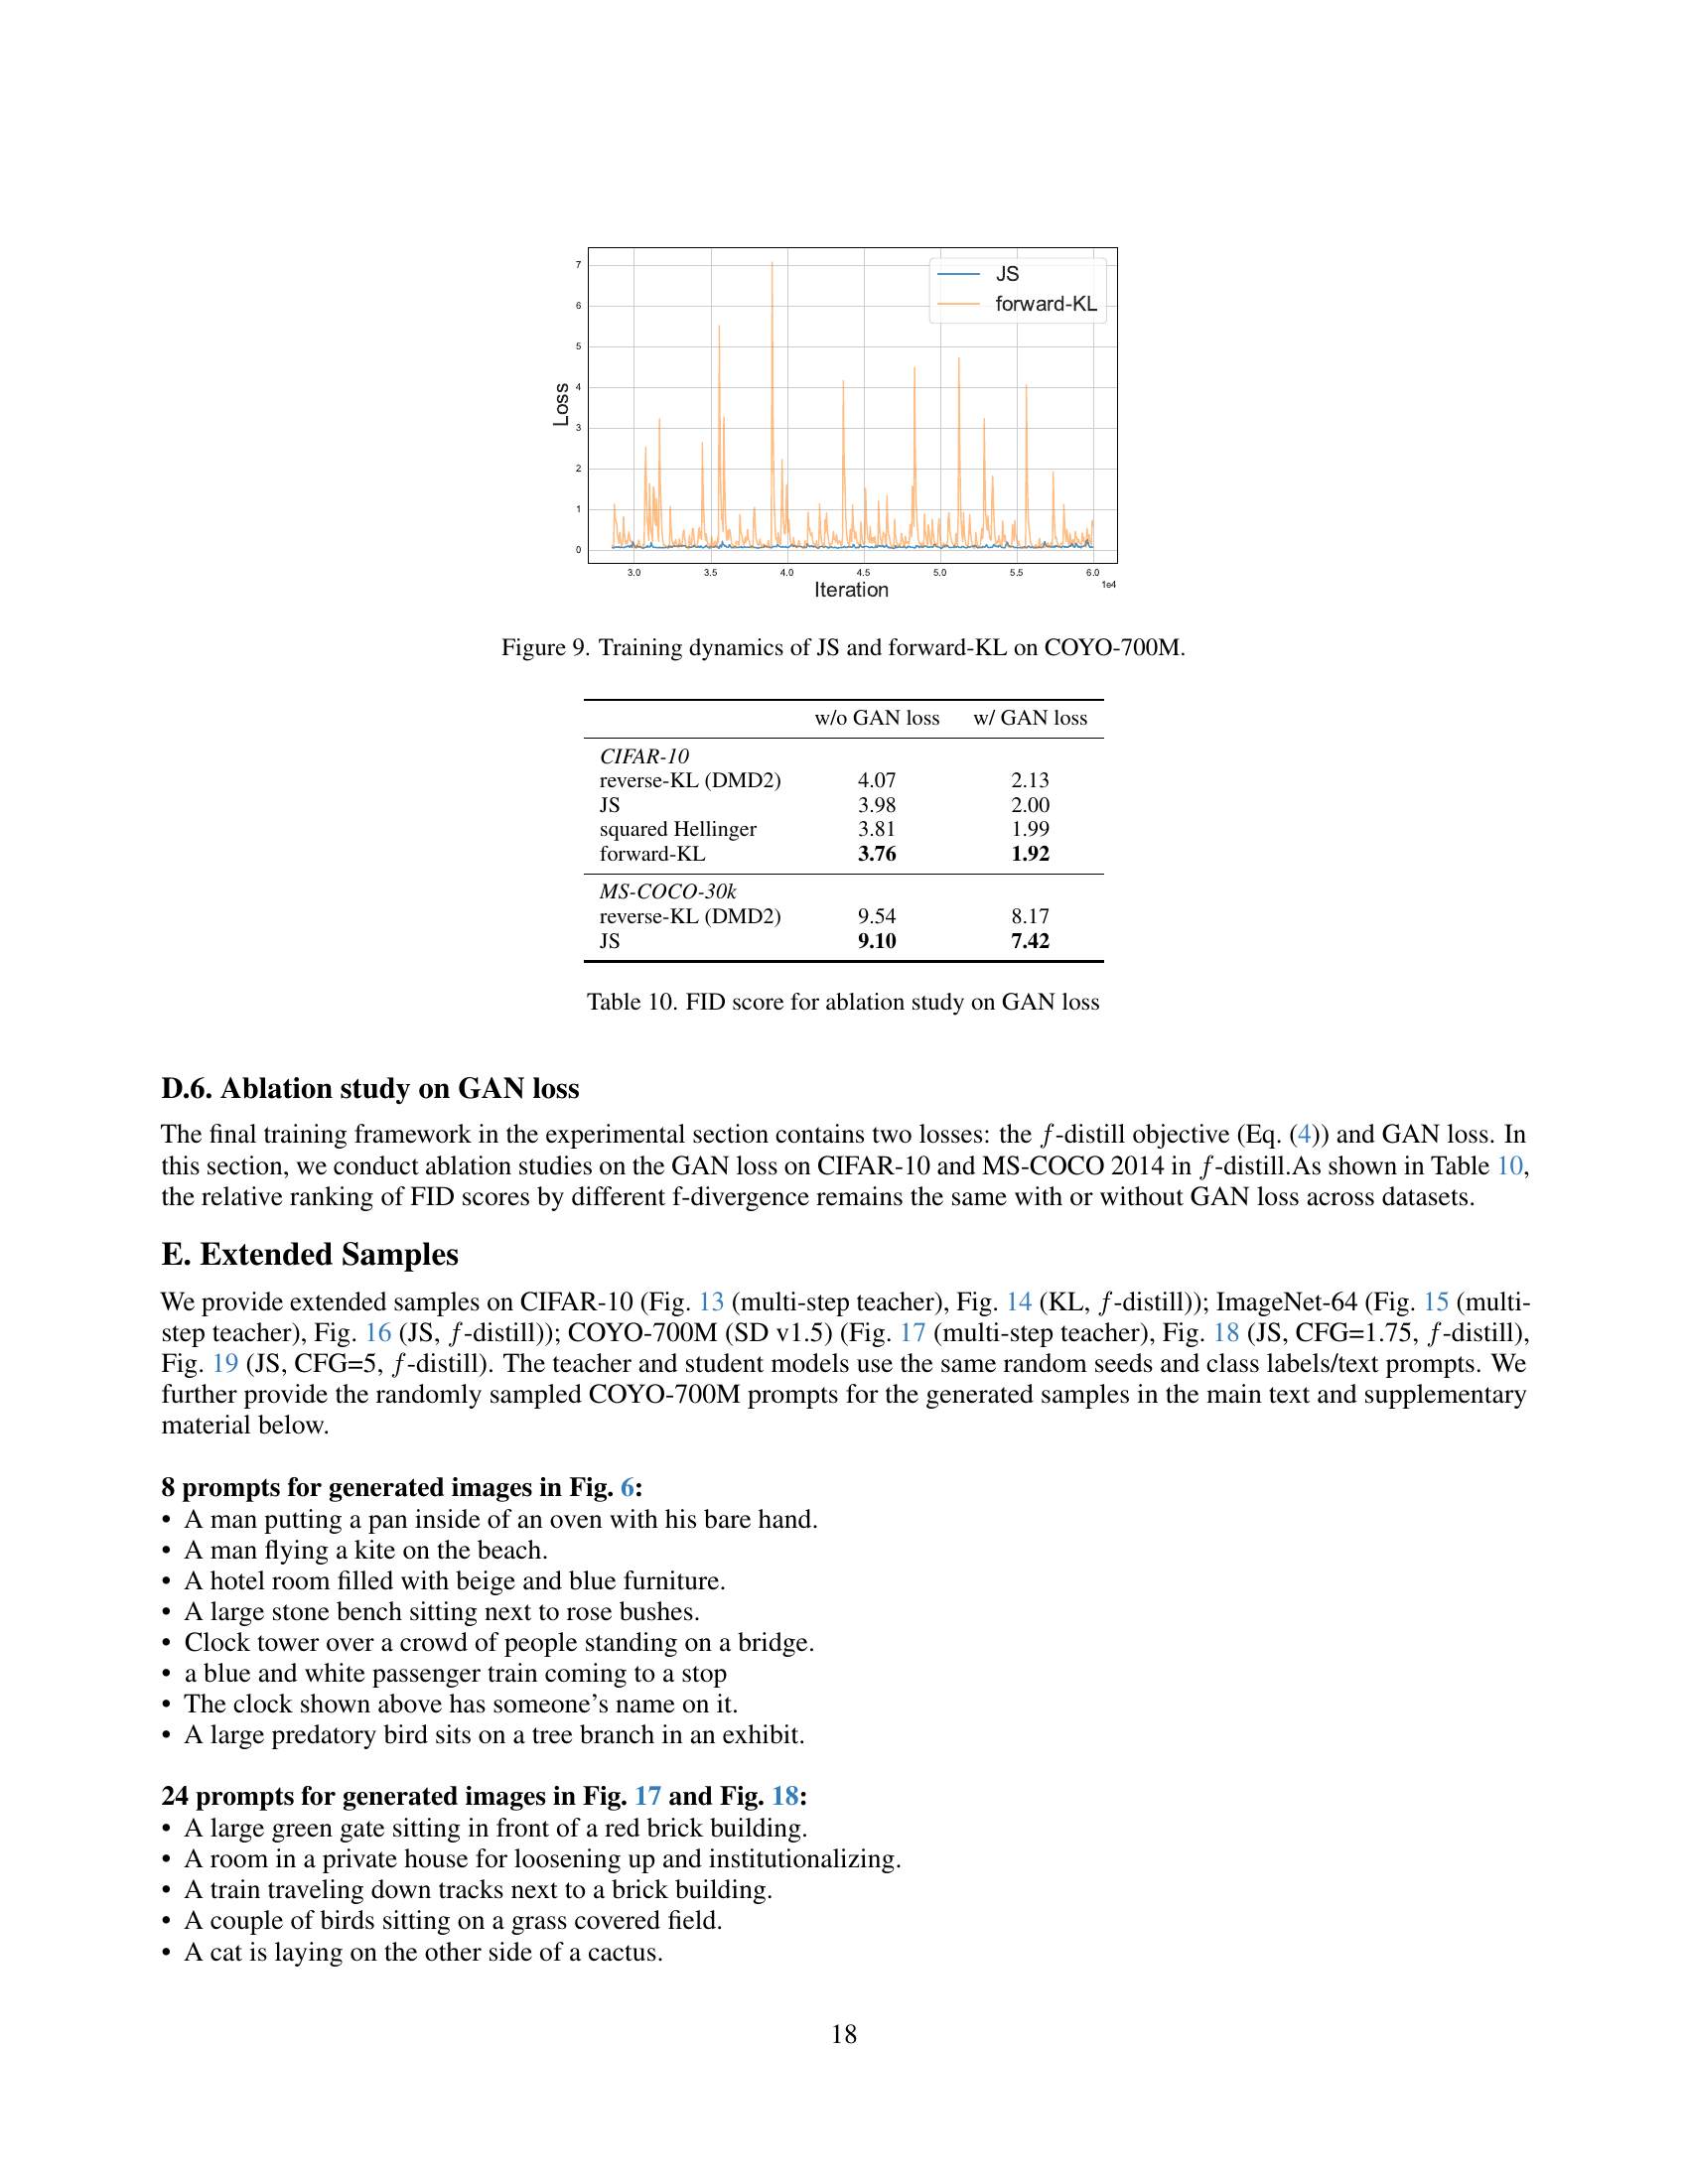 7
6
5
4
3
2
1
0
Loss
JS
forward-KL
3.0 3.5 4.0 4.5 5.0 5.5 6.0
1e4
Iteration
Figure 9. Training dynamics of JS and forward-KL on COYO-700M.
w/o GAN loss w/ GAN loss
CIFAR-10
reverse-KL (DMD2) 4.07 2.13
JS 3.98 2.00
squared Hellinger 3.81 1.99
forward-KL 3.76 1.92
MS-COCO-30k
reverse-KL (DMD2) 9.54 8.17
JS 9.10 7.42
Table 10. FID score for ablation study on GAN loss
D.6. Ablation study on GAN loss
The final training framework in the experimental section contains two losses: the f-distill objective (Eq. (4)) and GAN loss. In
this section, we conduct ablation studies on the GAN loss on CIFAR-10 and MS-COCO 2014 in f-distill.As shown in Table 10,
the relative ranking of FID scores by different f-divergence remains the same with or without GAN loss across datasets.
E. Extended Samples
We provide extended samples on CIFAR-10 (Fig. 13 (multi-step teacher), Fig. 14 (KL, f-distill)); ImageNet-64 (Fig. 15 (multi-
step teacher), Fig. 16 (JS, f-distill)); COYO-700M (SD v1.5) (Fig. 17 (multi-step teacher), Fig. 18 (JS, CFG=1.75, f-distill),
Fig. 19 (JS, CFG=5, f-distill). The teacher and student models use the same random seeds and class labels/text prompts. We
further provide the randomly sampled COYO-700M prompts for the generated samples in the main text and supplementary
material below.
8 prompts for generated images in Fig. 6:
• A man putting a pan inside of an oven with his bare hand.
• A man flying a kite on the beach.
• A hotel room filled with beige and blue furniture.
• A large stone bench sitting next to rose bushes.
• Clock tower over a crowd of people standing on a bridge.
• a blue and white passenger train coming to a stop
• The clock shown above has someone's name on it.
• A large predatory bird sits on a tree branch in an exhibit.
24 prompts for generated images in Fig. 17 and Fig. 18:
• A large green gate sitting in front of a red brick building.
• A room in a private house for loosening up and institutionalizing.
• A train traveling down tracks next to a brick building.
• A couple of birds sitting on a grass covered field.
• A cat is laying on the other side of a cactus.
18